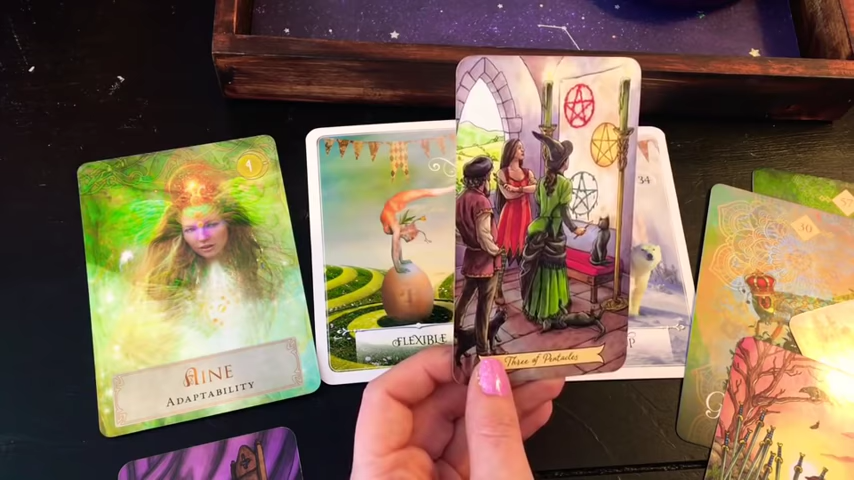 1
AINE
ADAPTABILITY
FLEXIBLE
Three of Pentacles
34
P
30